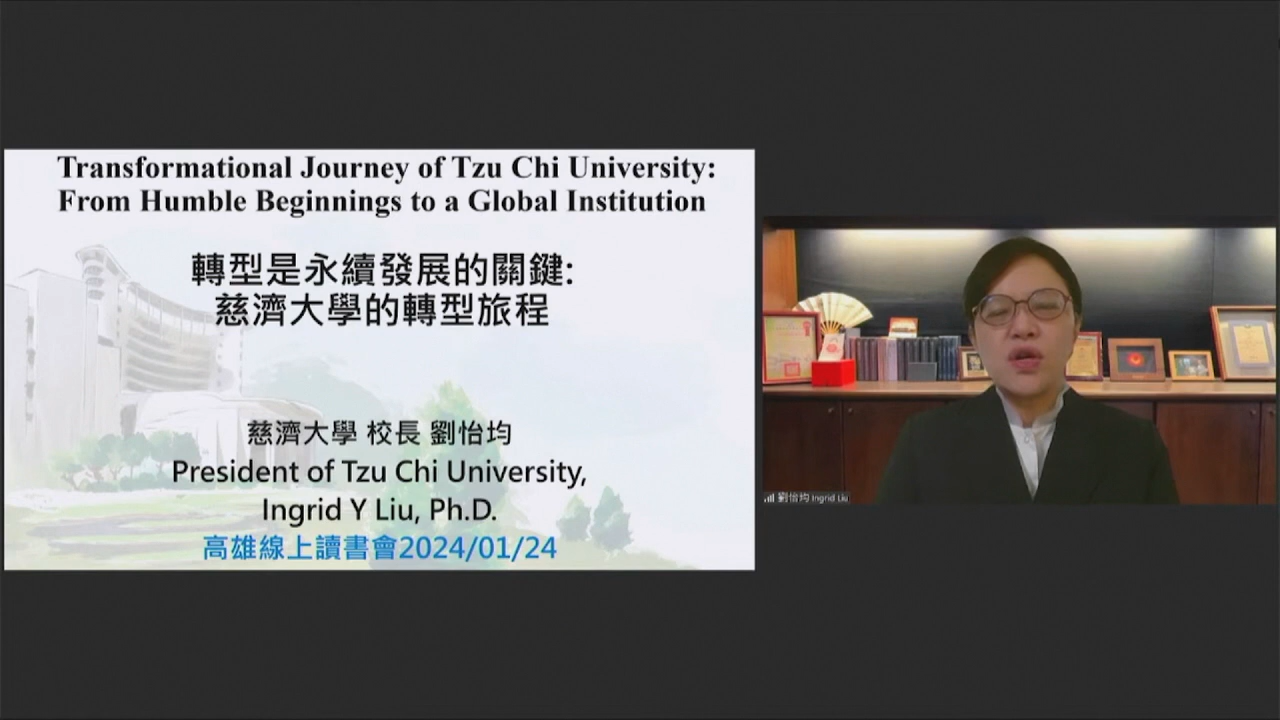 Transformational Journey of Tzu Chi University:
From Humble Beginnings to a Global Institution
轉型是永續發展的關鍵:
慈濟大學的轉型旅程
慈濟大學 校長 劉怡均
President of Tzu Chi University,
Ingrid Y Liu, Ph.D.
高雄線上讀書會2024/01/24
劉怡均 Ingrid Liu